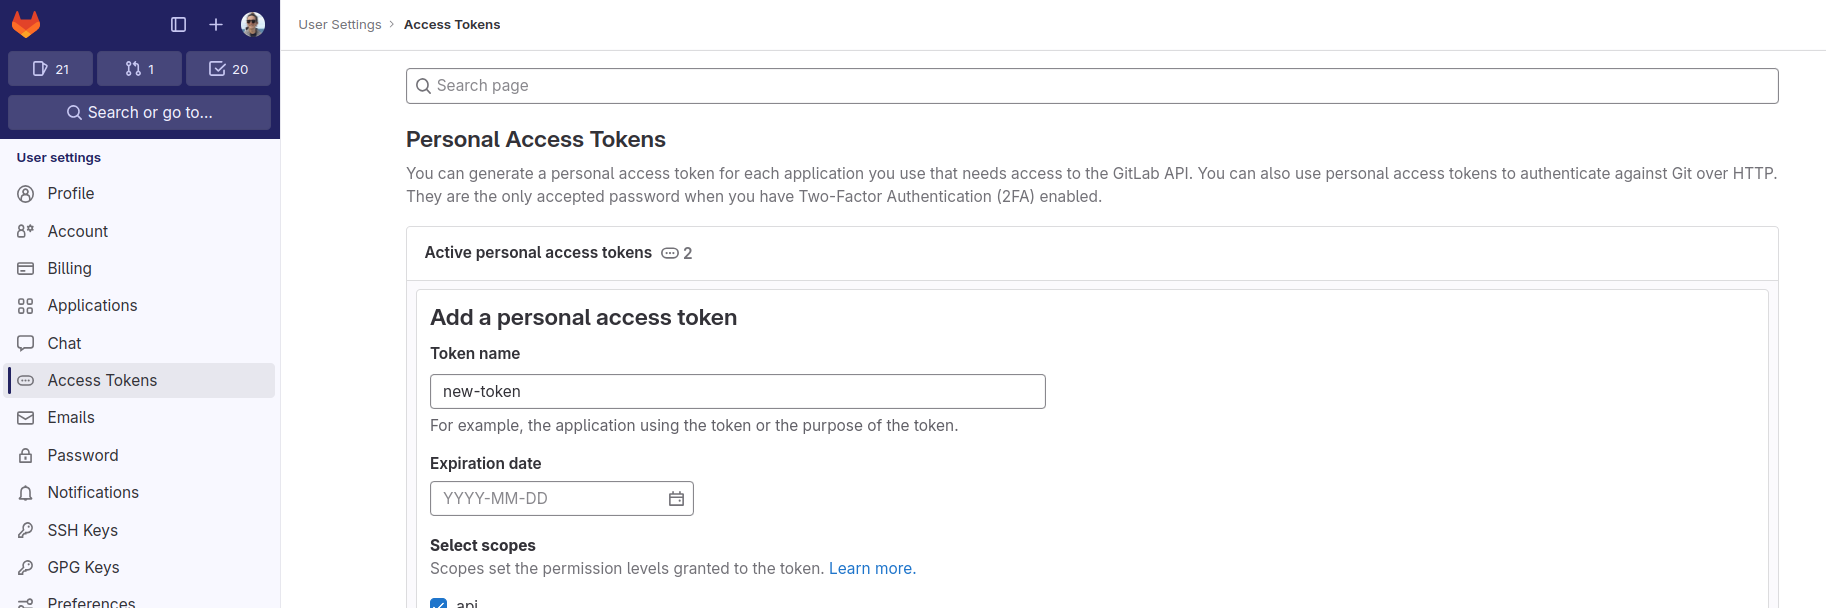 User Settings > Access Tokens
21
1
20
Search or go to...
User settings
Profile
Account
Billing
Applications
Chat
Access Tokens
Emails
Password
Notifications
SSH Keys
GPG Keys
Preferences
Search page
Personal Access Tokens
You can generate a personal access token for each application you use that needs access to the GitLab API. You can also use personal access tokens to authenticate against Git over HTTP.
They are the only accepted password when you have Two-Factor Authentication (2FA) enabled.
Active personal access tokens 2
Add a personal access token
Token name
new-token
For example, the application using the token or the purpose of the token.
Expiration date
YYYY-MM-DD
Select scopes
Scopes set the permission levels granted to the token. Learn more.
api